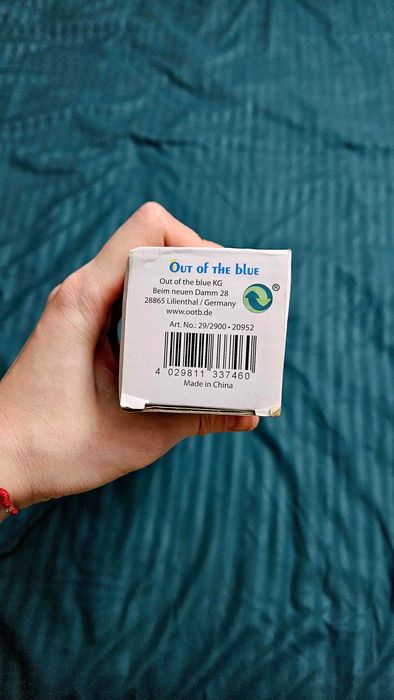 Out of the blue
Out of the blue KG
Beim neuen Damm 28
28865 Lilienthal / Germany
www.ootb.de
®
Art. No.: 29/2900 • 20952
4 029811 337460
Made in China